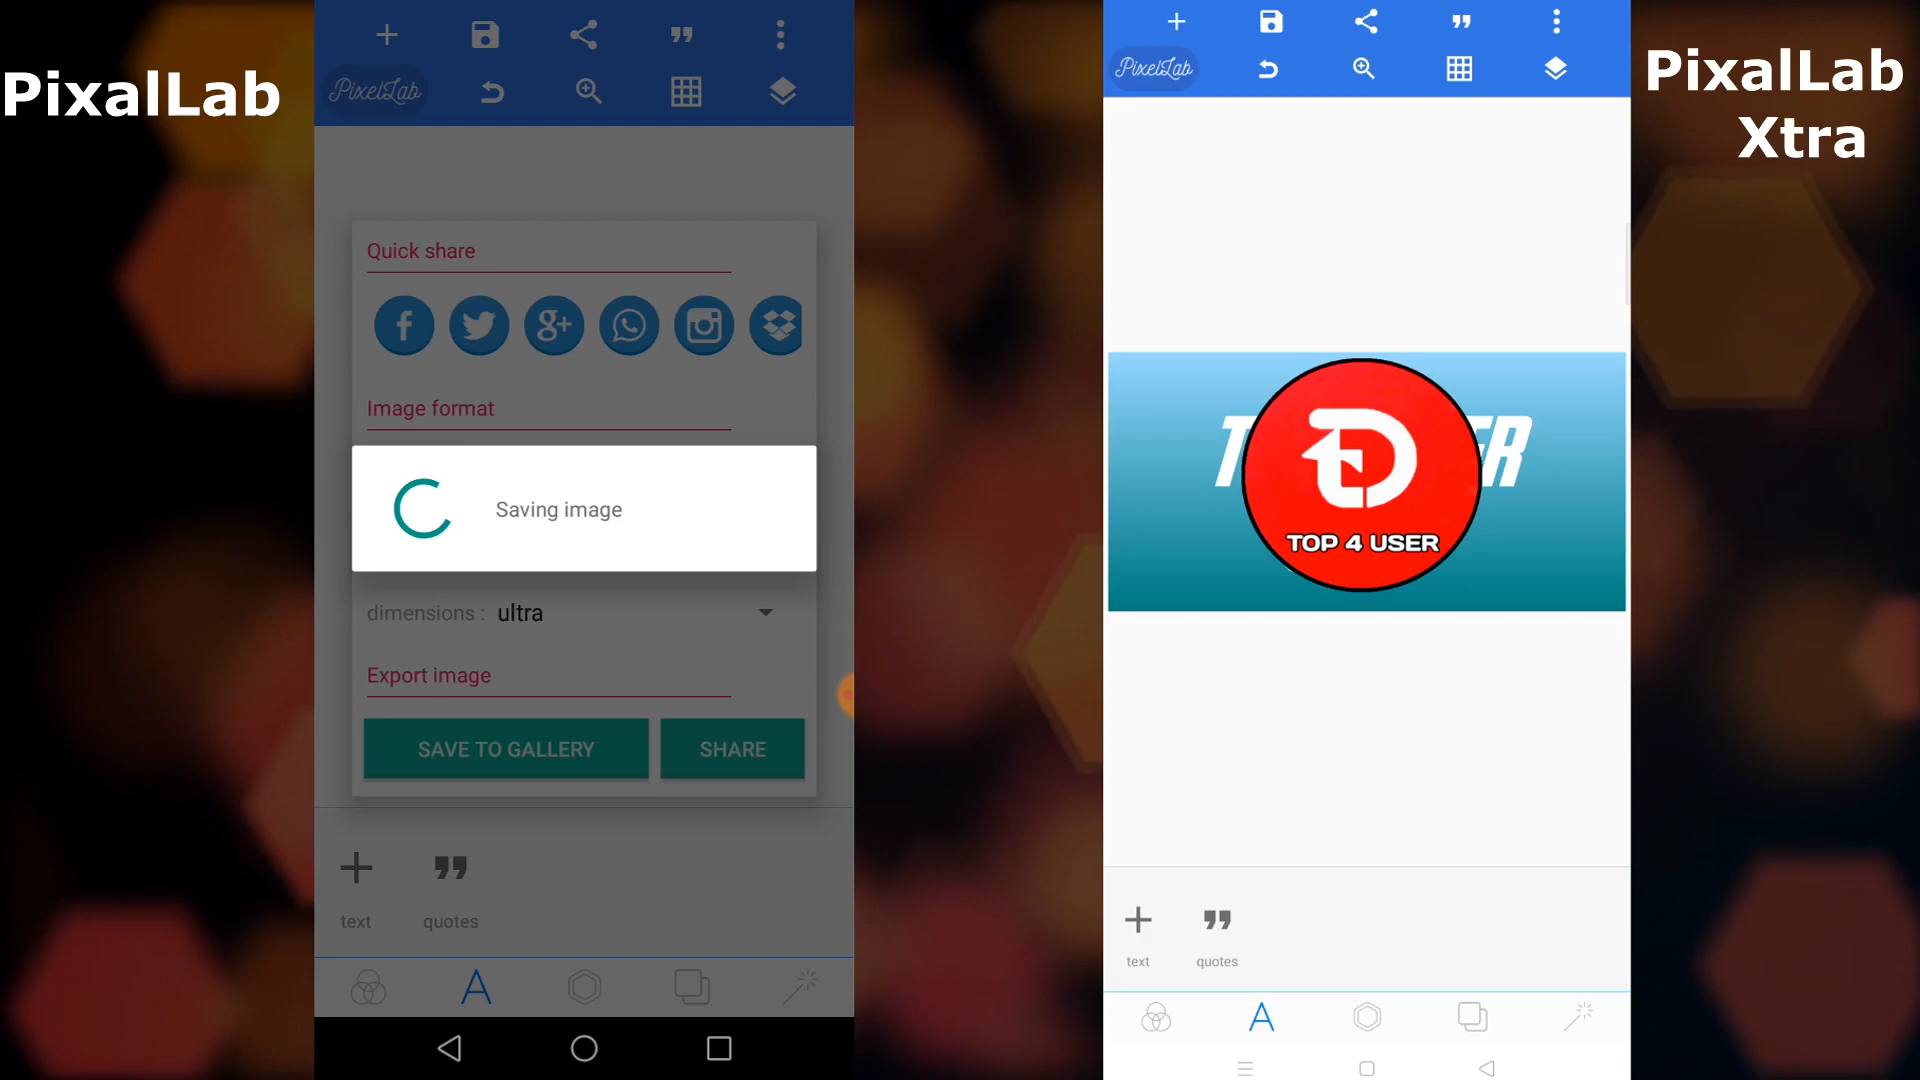 PixalLab
PixelLab
Quick share
Image format
Saving image
dimensions : ultra
Export image
SAVE TO GALLERY SHARE
text quotes
PixelLab
TOP 4 USER
text quotes
PixalLab
Xtra